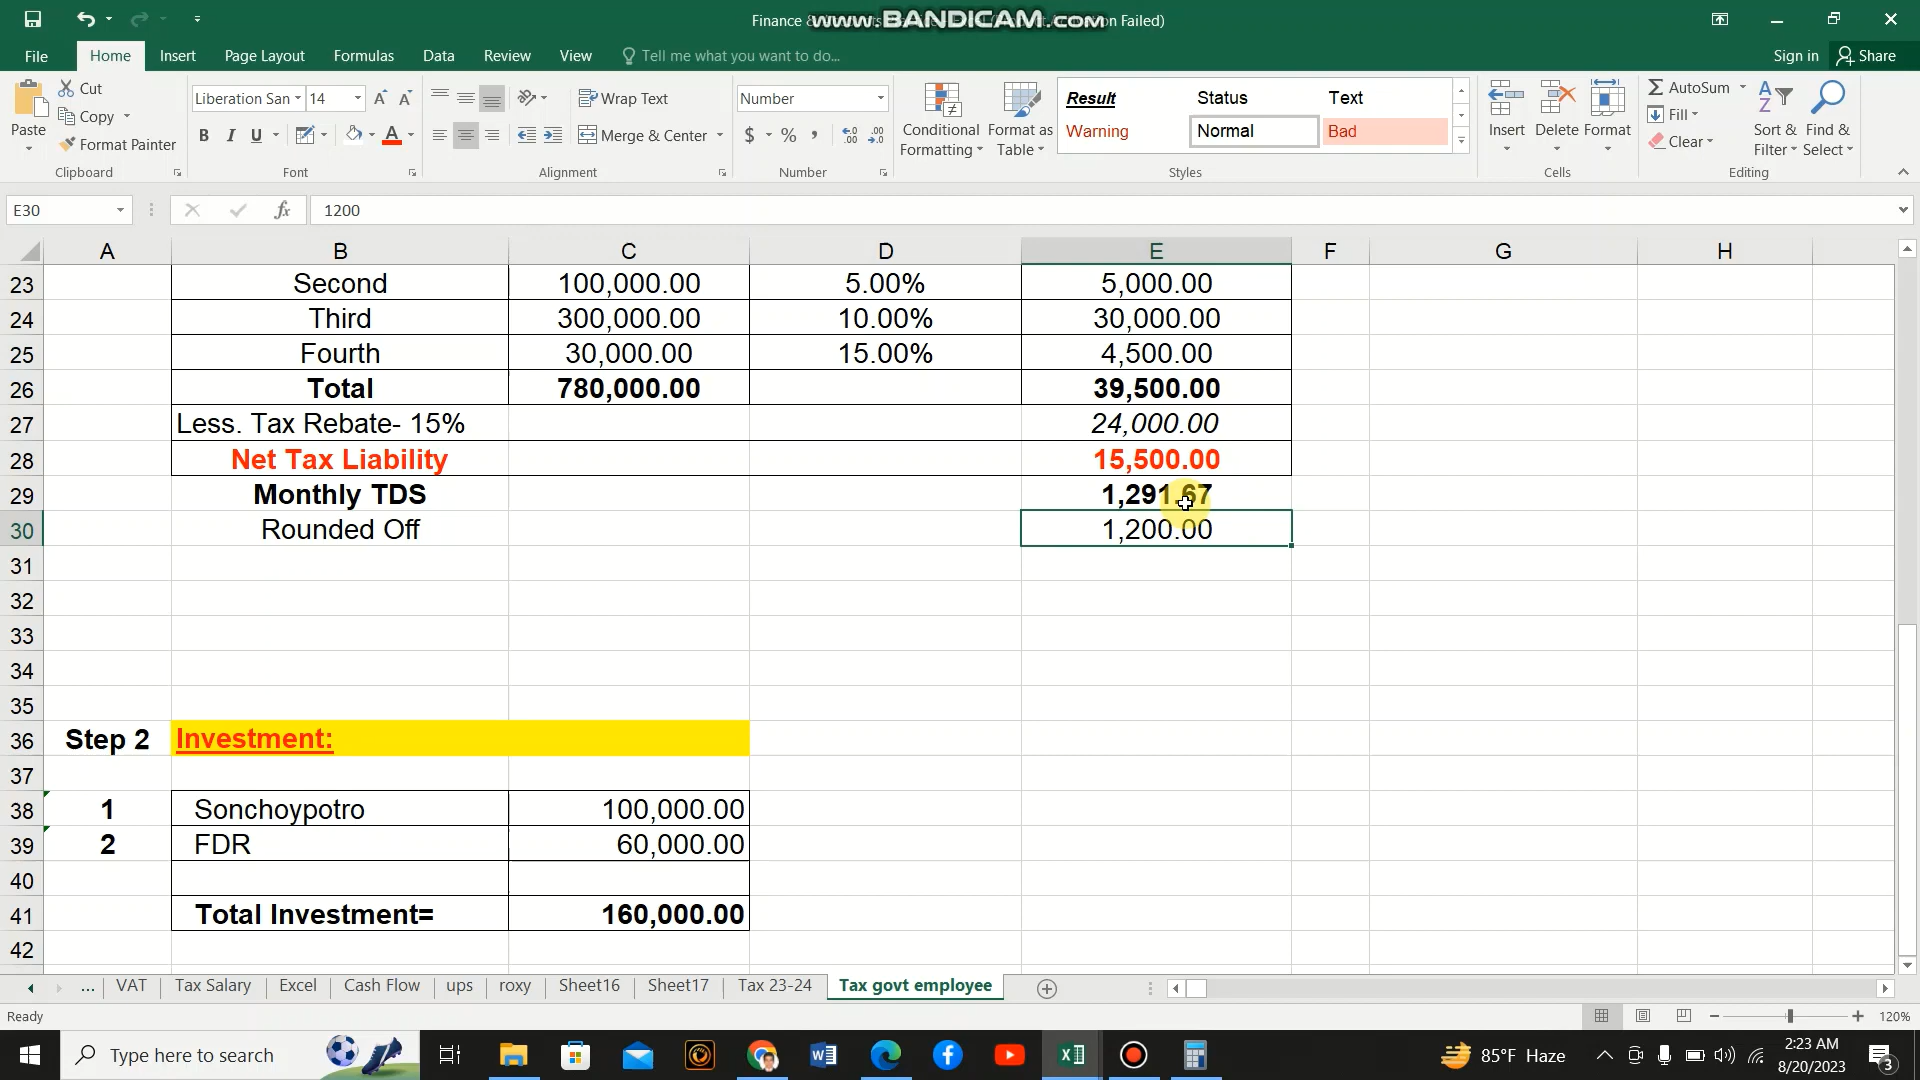 Finance &
www.BANDICAM.com
on Failed)
File Home Insert Page Layout Formulas Data Review View Tell me what you want to do... Sign in Share
Paste Cut Copy Format Painter Clipboard
Liberation San 14 A A B I U A Font
Wrap Text Merge & Center Alignment
Number $ % , Number
Conditional Formatting Format as Table
Result Status Text
Warning Normal Bad
Styles
Insert Delete Format Cells
AutoSum Fill Clear Sort & Filter Find & Select Editing
E30 fx 1200
A B C D E F G H
23 Second 100,000.00 5.00% 5,000.00
24 Third 300,000.00 10.00% 30,000.00
25 Fourth 30,000.00 15.00% 4,500.00
26 Total 780,000.00 39,500.00
27 Less. Tax Rebate- 15% 24,000.00
28 Net Tax Liability 15,500.00
29 Monthly TDS 1,291.67
30 Rounded Off 1,200.00
31
32
33
34
35
36 Step 2 Investment:
37
38 1 Sonchoypotro 100,000.00
39 2 FDR 60,000.00
40
41 Total Investment= 160,000.00
42
... VAT Tax Salary Excel Cash Flow ups roxy Sheet16 Sheet17 Tax 23-24 Tax govt employee
Ready 120%
Type here to search 85°F Haze 2:23 AM
8/20/2023 3